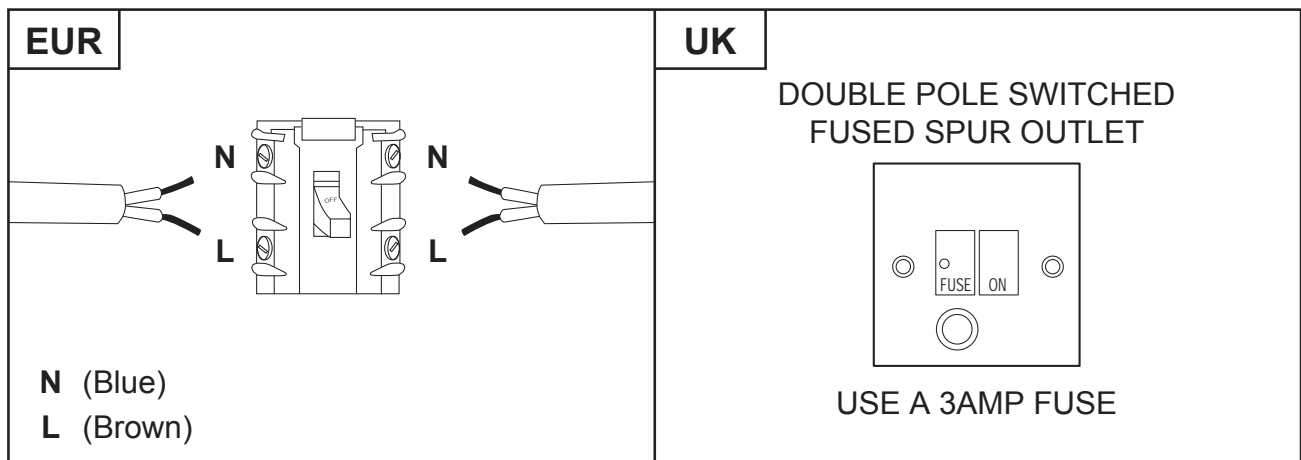 EUR
N
N
OFF
L
L
N (Blue)
L (Brown)
UK
DOUBLE POLE SWITCHED
FUSED SPUR OUTLET
FUSE ON
USE A 3AMP FUSE